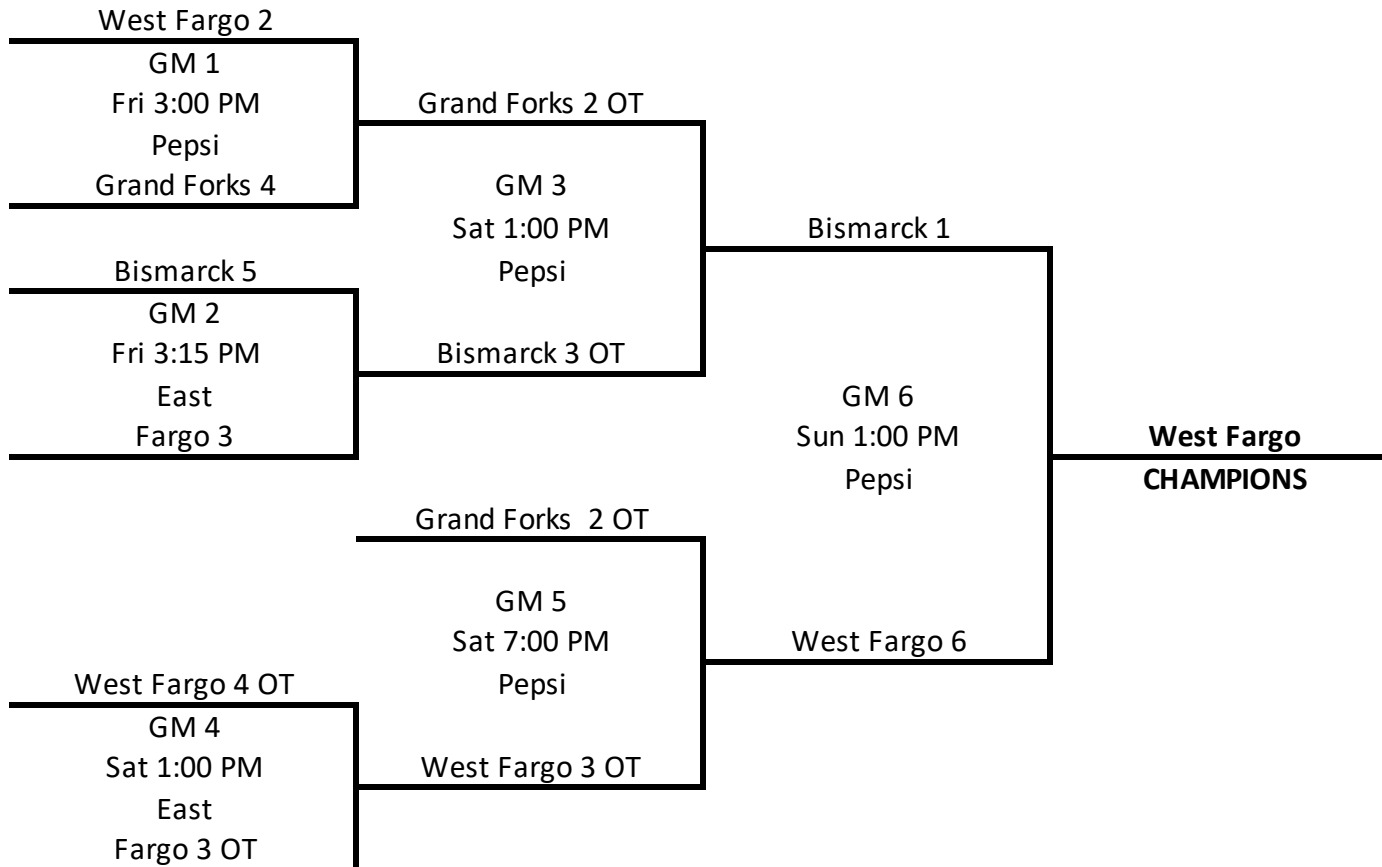 West Fargo 2
GM 1
Fri 3:00 PM
Pepsi
Grand Forks 4
Bismarck 5
GM 2
Fri 3:15 PM
East
Fargo 3
Grand Forks 2 OT
GM 3
Sat 1:00 PM
Pepsi
Bismarck 3 OT
West Fargo 4 OT
GM 4
Sat 1:00 PM
East
Fargo 3 OT
Grand Forks  2 OT
GM 5
Sat 7:00 PM
Pepsi
West Fargo 3 OT
Bismarck 1
GM 6
Sun 1:00 PM
Pepsi
West Fargo 6
West Fargo
CHAMPIONS